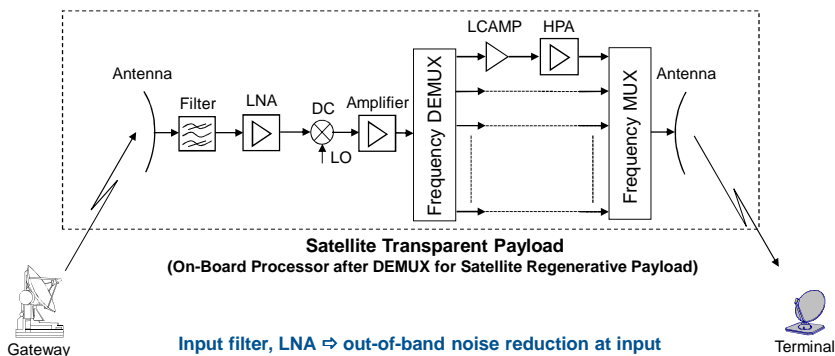 LCAMP HPA
Antenna
Filter
LNA
DC
Amplifier
LO
Frequency DEMUX
Frequency MUX
Antenna
Satellite Transparent Payload
(On-Board Processor after DEMUX for Satellite Regenerative Payload)
Gateway
Input filter, LNA ⇨ out-of-band noise reduction at input
Terminal